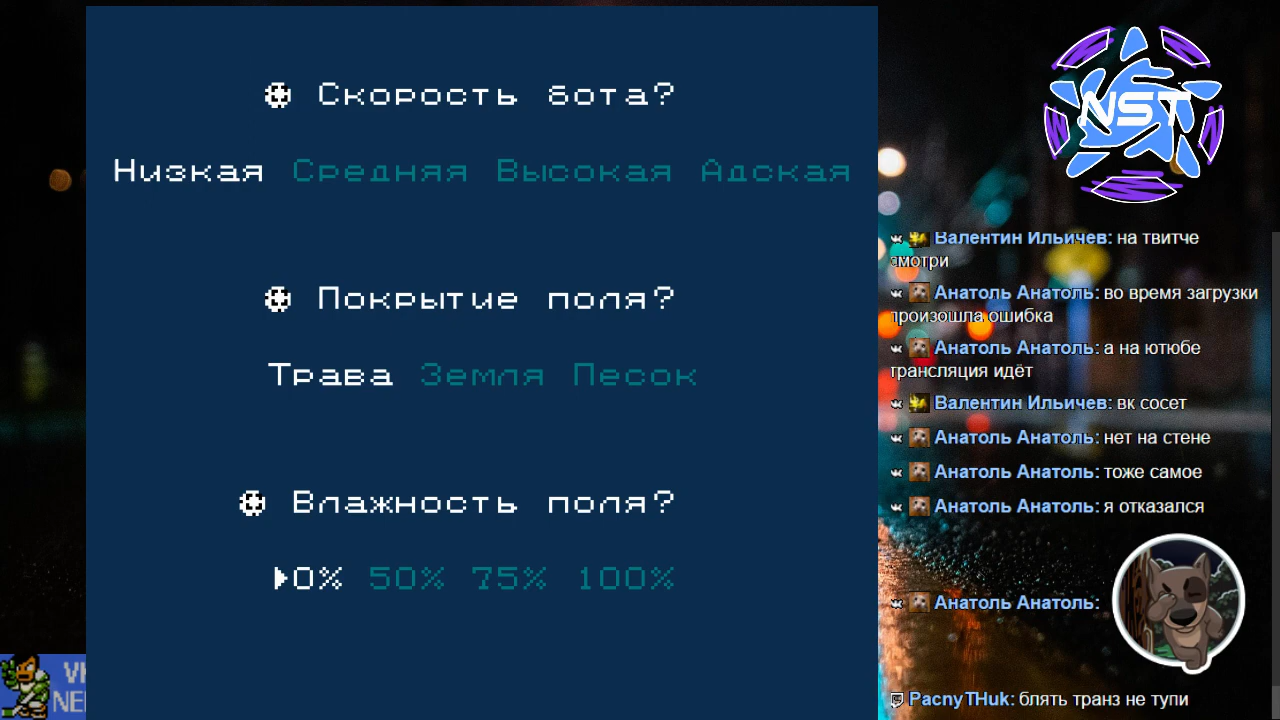 Скорость бота?
Низкая Средняя Высокая Адская
Покрытие поля?
Трава Земля Песок
Влажность поля?
0% 50% 75% 100%
NST
Валентин Ильичев: на твитче
смотри
Анатоль Анатоль: во время загрузки
произошла ошибка
Анатоль Анатоль: а на ютюбе
трансляция идёт
Валентин Ильичев: вк сосет
Анатоль Анатоль: нет на стене
Анатоль Анатоль: тоже самое
Анатоль Анатоль: я отказался
Анатоль Анатоль:
PacnyTHuk: блять транз не тупи